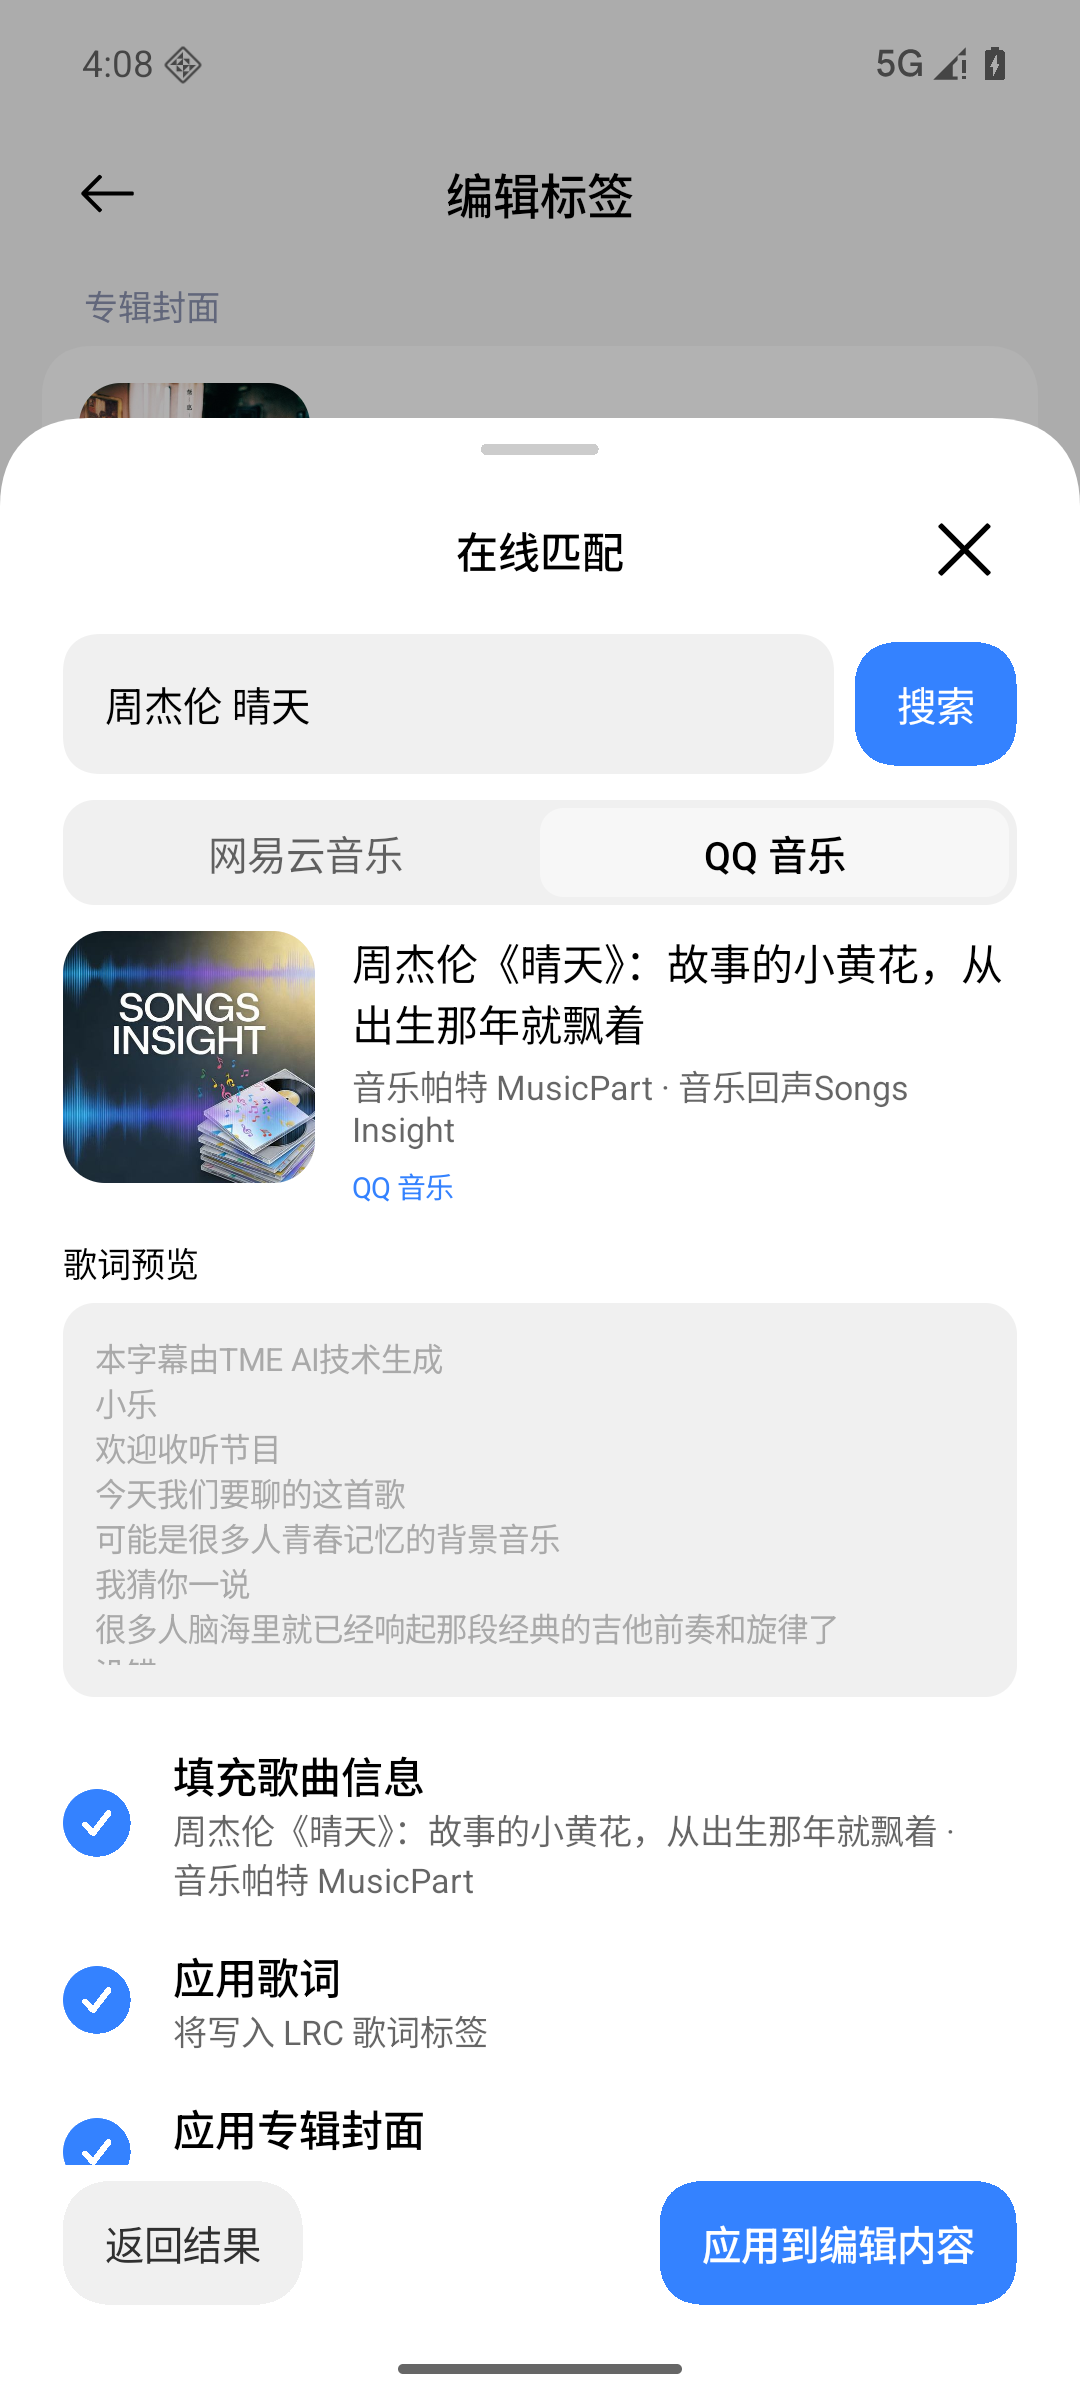 4:08
5G
编辑标签
专辑封面
在线匹配
周杰伦 晴天
搜索
网易云音乐
QQ 音乐
SONGS
INSIGHT
周杰伦《晴天》：故事的小黄花，从
出生那年就飘着
音乐帕特 MusicPart · 音乐回声Songs
Insight
QQ 音乐
歌词预览
本字幕由TME AI技术生成
小乐
欢迎收听节目
今天我们要聊的这首歌
可能是很多人青春记忆的背景音乐
我猜你一说
很多人脑海里就已经响起那段经典的吉他前奏和旋律了
填充歌曲信息
周杰伦《晴天》：故事的小黄花，从出生那年就飘着 ·
音乐帕特 MusicPart
应用歌词
将写入 LRC 歌词标签
应用专辑封面
返回结果
应用到编辑内容